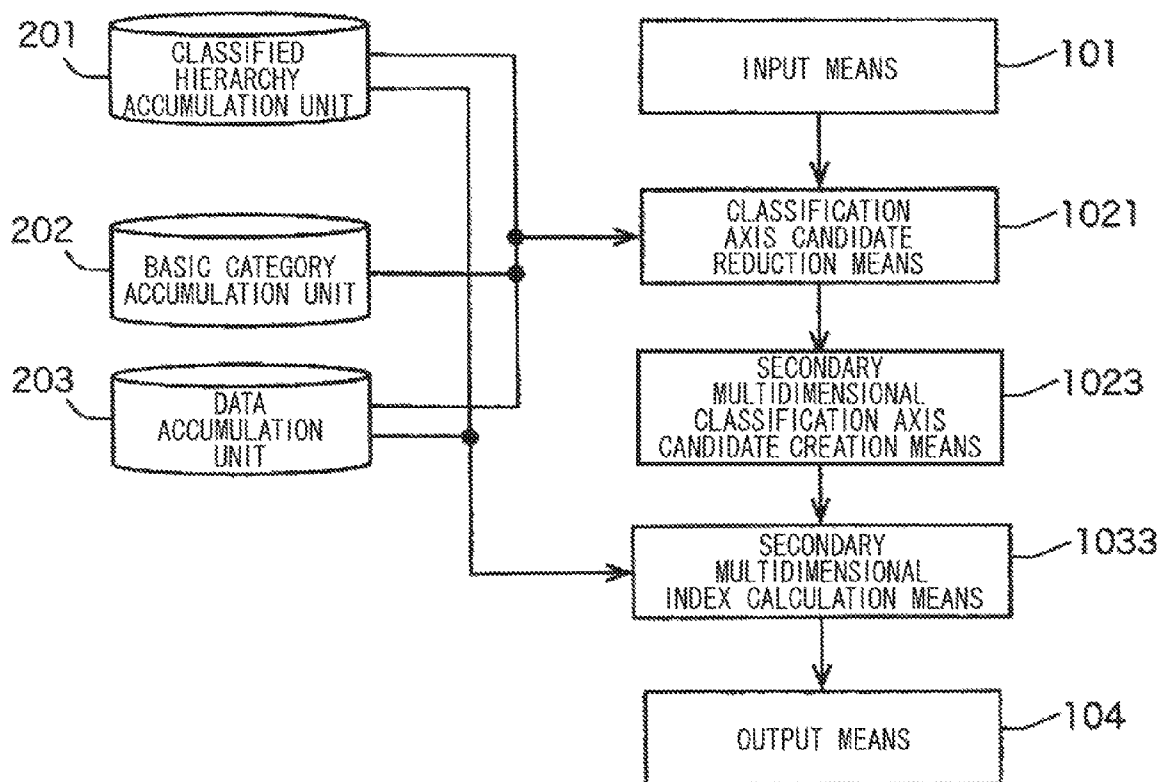 201
CLASSIFIED
HIERARCHY
ACCUMULATION UNIT
202
BASIC CATEGORY
ACCUMULATION UNIT
203
DATA
ACCUMULATION
UNIT
INPUT MEANS
101
CLASSIFICATION
AXIS CANDIDATE
REDUCTION MEANS
1021
SECONDARY
MULTIDIMENSIONAL
CLASSIFICATION AXIS
CANDIDATE CREATION MEANS
1023
SECONDARY
MULTIDIMENSIONAL
INDEX CALCULATION MEANS
1033
OUTPUT MEANS
104